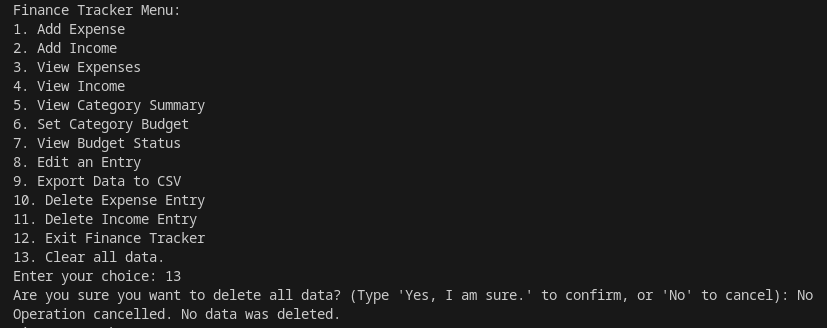 Finance Tracker Menu:
1. Add Expense
2. Add Income
3. View Expenses
4. View Income
5. View Category Summary
6. Set Category Budget
7. View Budget Status
8. Edit an Entry
9. Export Data to CSV
10. Delete Expense Entry
11. Delete Income Entry
12. Exit Finance Tracker
13. Clear all data.
Enter your choice: 13
Are you sure you want to delete all data? (Type 'Yes, I am sure.' to confirm, or 'No' to cancel): No
Operation cancelled. No data was deleted.